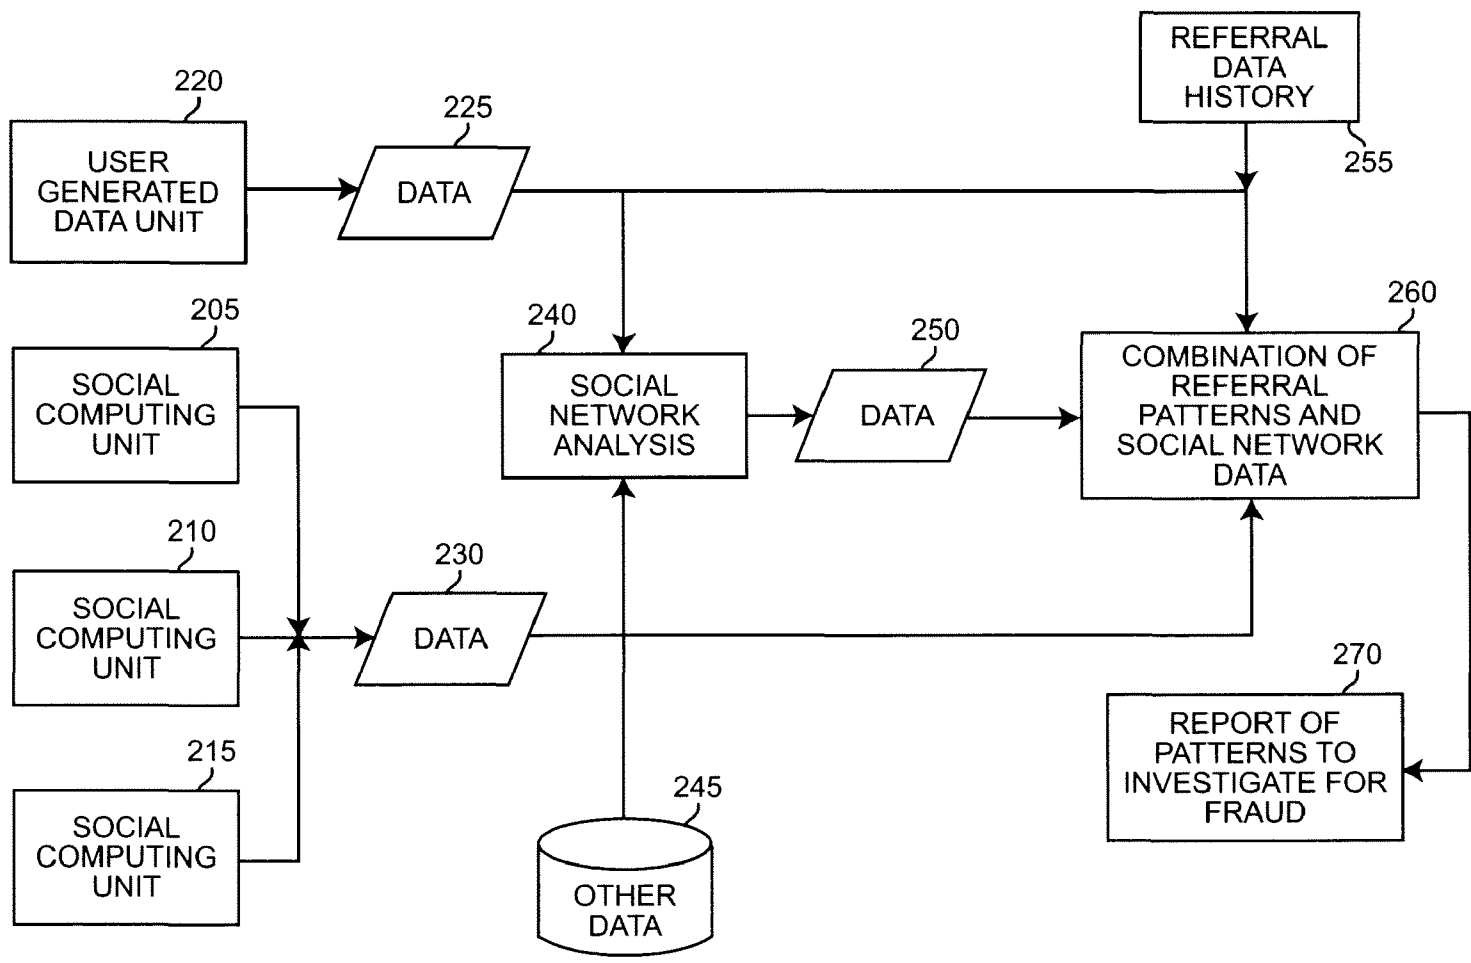 REFERRAL
DATA
HISTORY
255
220
USER
GENERATED
DATA UNIT
225
DATA
205
SOCIAL
COMPUTING
UNIT
240
SOCIAL
NETWORK
ANALYSIS
250
DATA
260
COMBINATION OF
REFERRAL
PATTERNS AND
SOCIAL NETWORK
DATA
210
SOCIAL
COMPUTING
UNIT
230
DATA
270
REPORT OF
PATTERNS TO
INVESTIGATE FOR
FRAUD
215
SOCIAL
COMPUTING
UNIT
245
OTHER
DATA